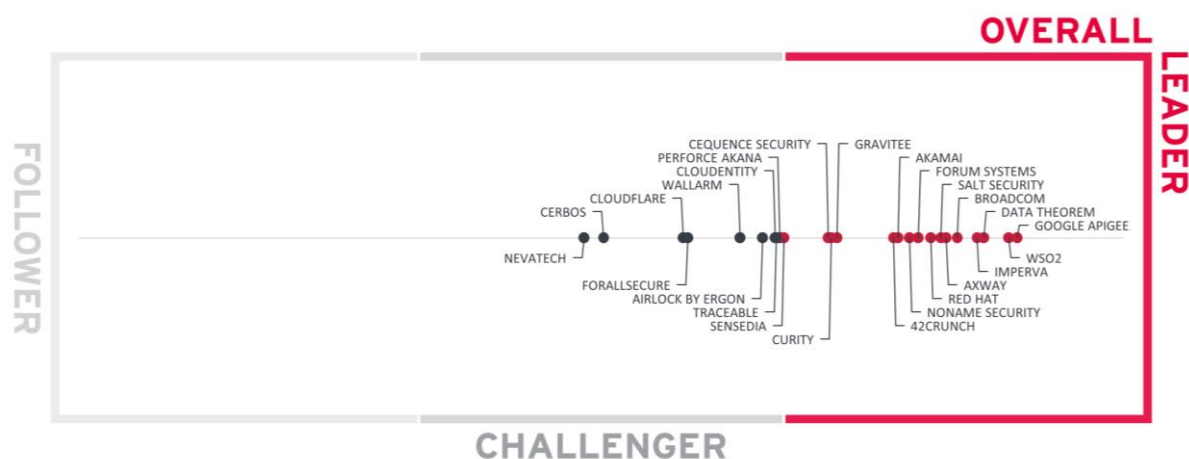 OVERALL
LEADER
FOLLOWER
CEQUENCE SECURITY
GRAVITEE
PERFORCE AKANA
AKAMAI
CLOUDENTITY
FORUM SYSTEMS
WALLARM
SALT SECURITY
CLOUDFLARE
BROADCOM
CERBOS
DATA THEOREM
GOOGLE APIGEE
NEVATECH
WSO2
IMPERVA
FORALLSECURE
AXWAY
AIRLOCK BY ERGON
RED HAT
TRACEABLE
NONAME SECURITY
SENSEDIA
42CRUNCH
CURITY
CHALLENGER